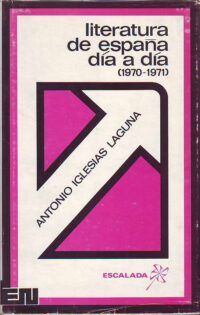 literatura
de españa
día a día
(1970-1971)
ANTONIO IGLESIAS LAGUNA
ESCALADA
EN